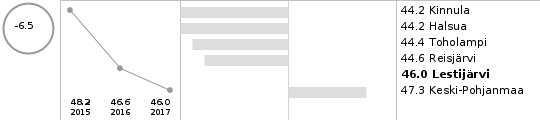 -6.5
48.2 46.6 46.0
2015 2016 2017
44.2 Kinnula
44.2 Halsua
44.4 Toholampi
44.6 Reisjärvi
46.0 Lestijärvi
47.3 Keski-Pohjanmaa